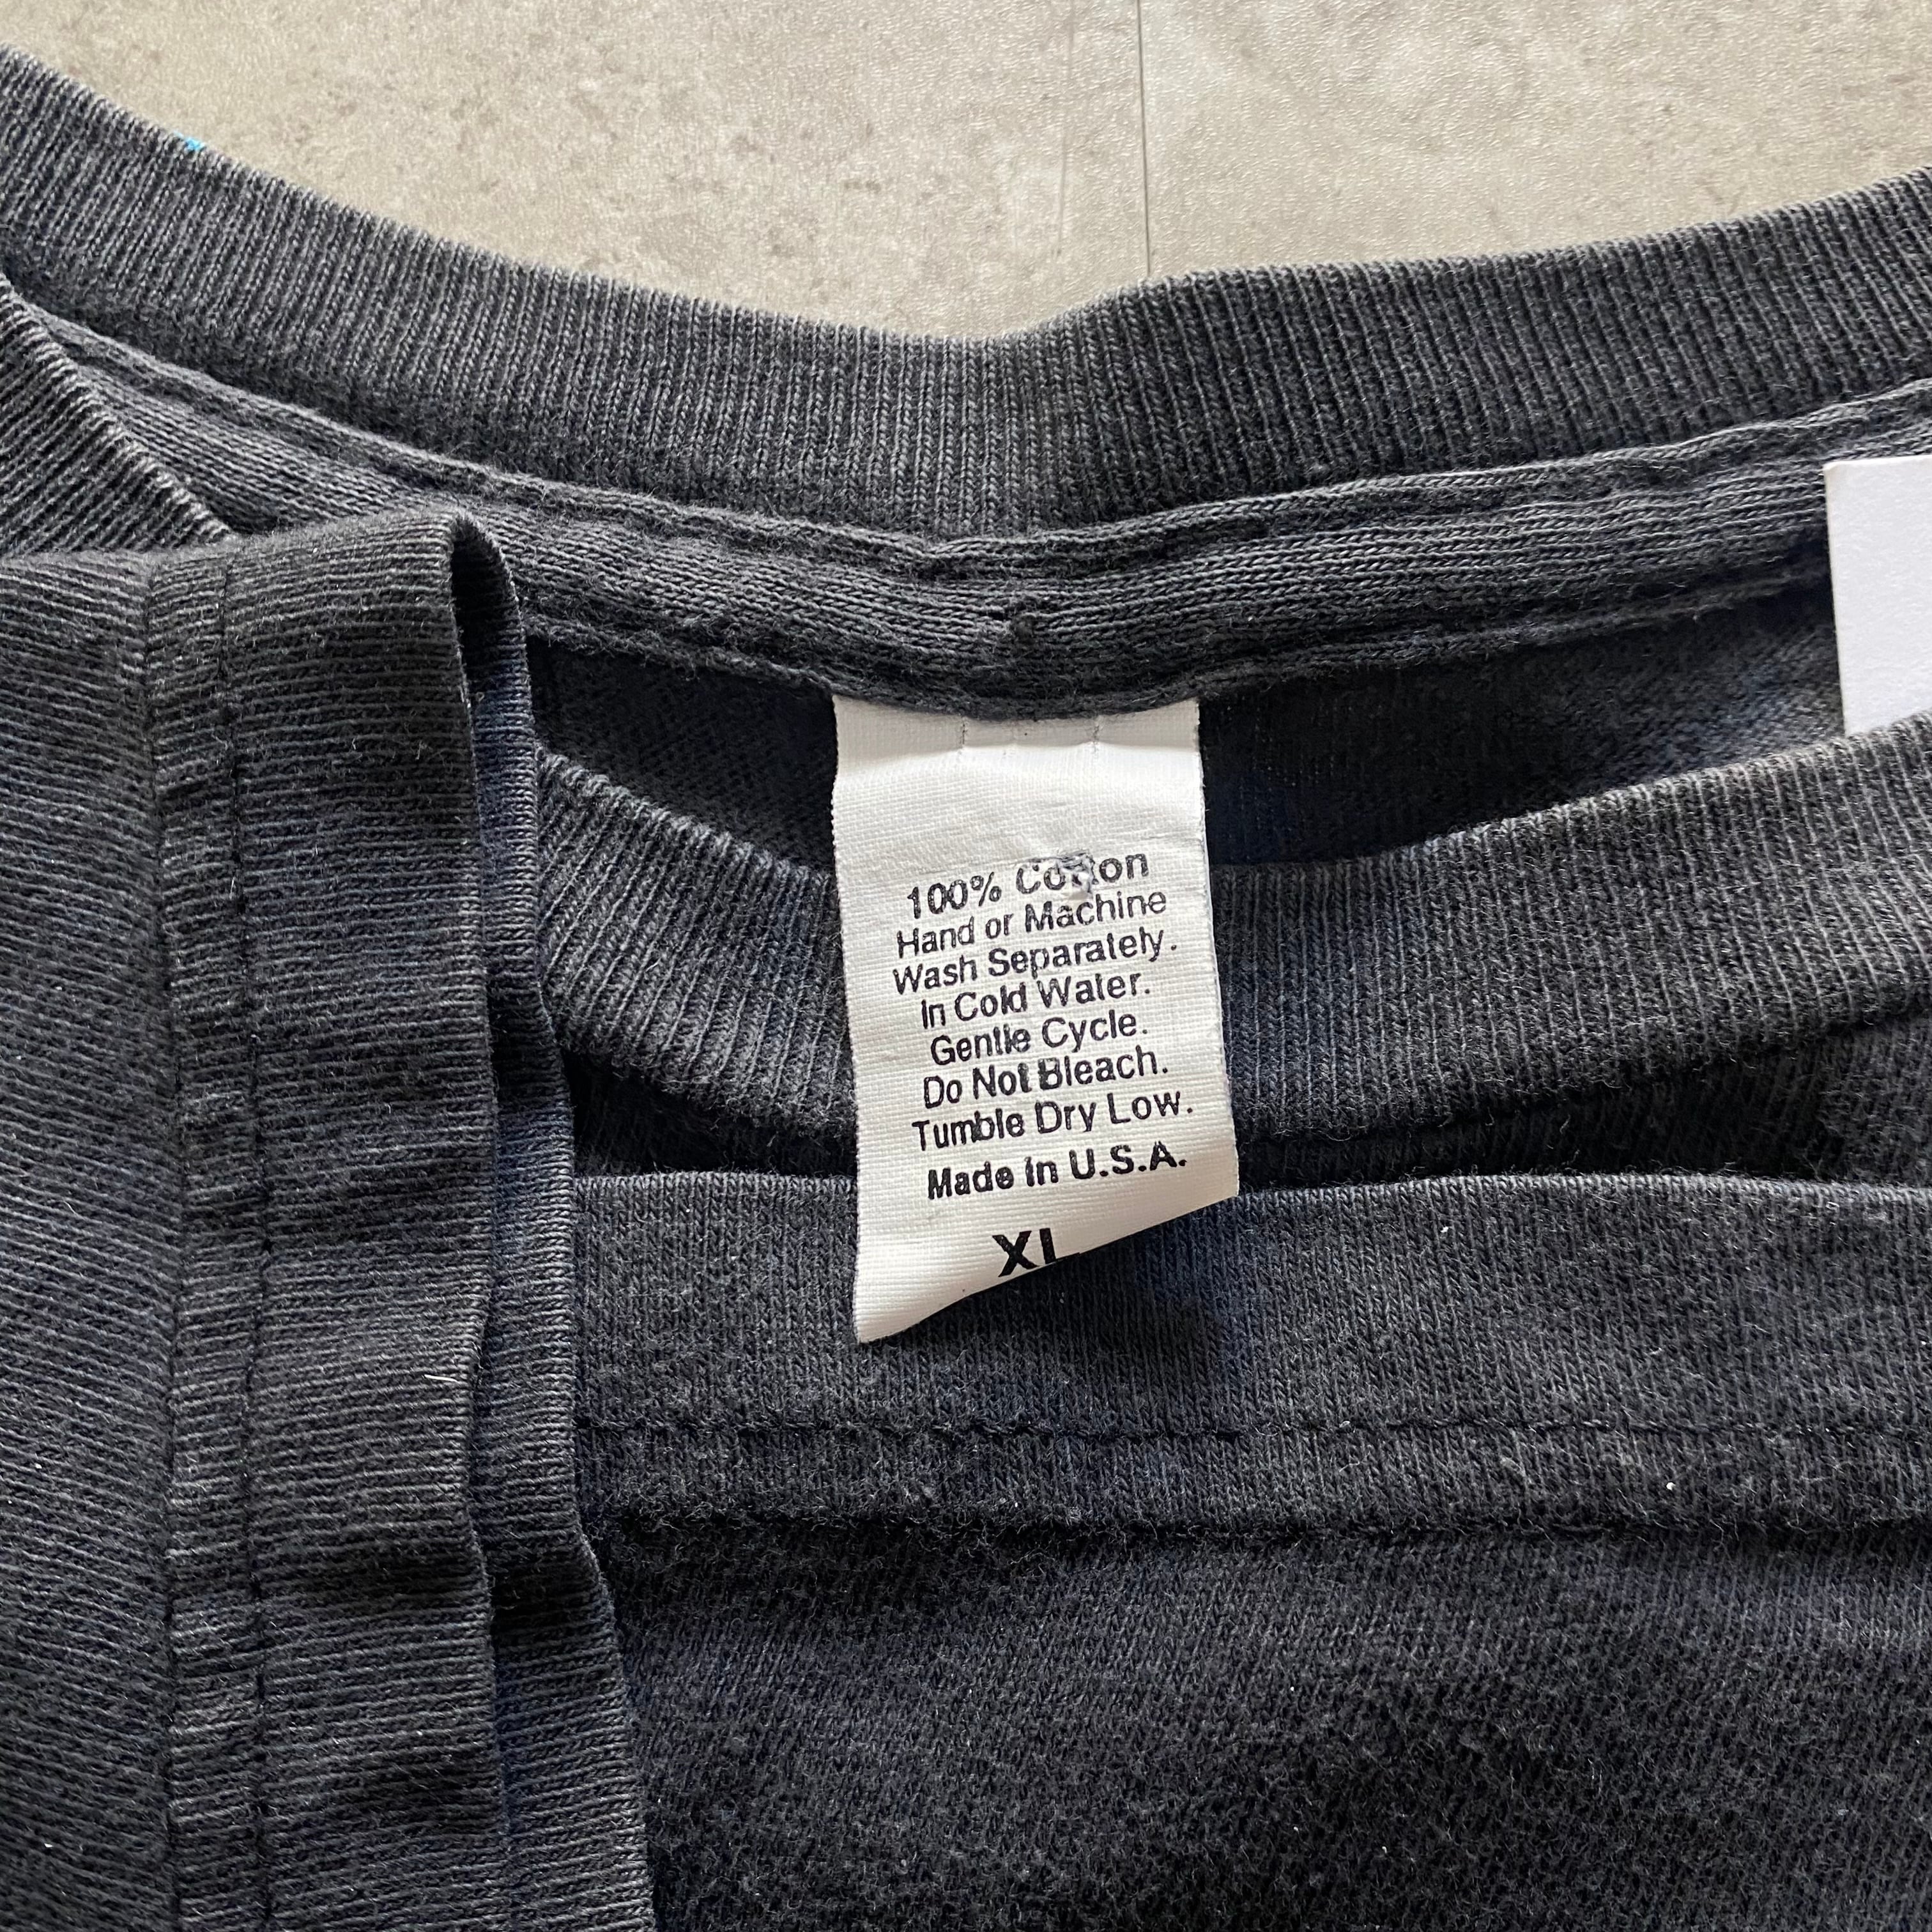 100% Cotton
Hand or Machine
Wash Separately.
In Cold Water.
Gentle Cycle.
Do Not Bleach.
Tumble Dry Low.
Made In U.S.A.
XL